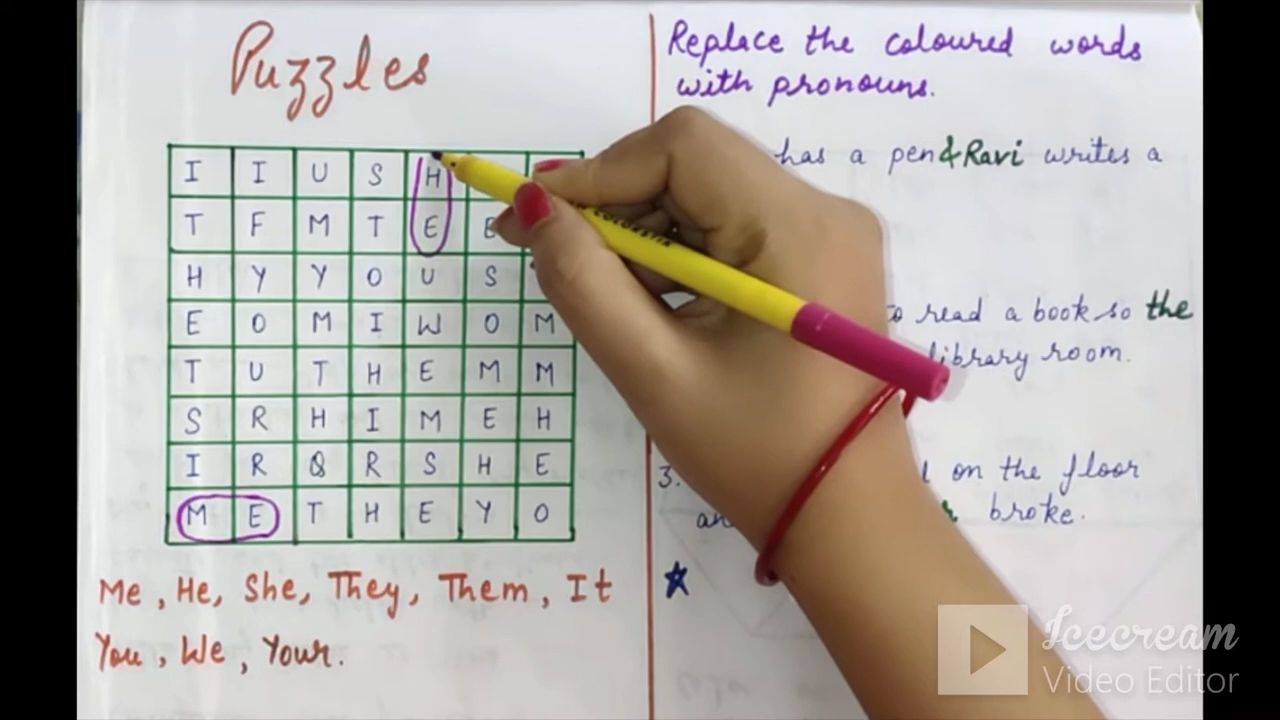 Puzzles
I I U S H
T F M T E E
H Y Y O U S
E O M I W O M
T U T H E M M
S R H I M E H
I R Q R S H E
M E T H E Y O
Me, He, She, They, Them, It
You, We, Your.
Replace the coloured words
with pronouns.
has a pen & Ravi writes a
to read a book so the
library room.
3. on the floor
broke.
Icecream
Video Editor